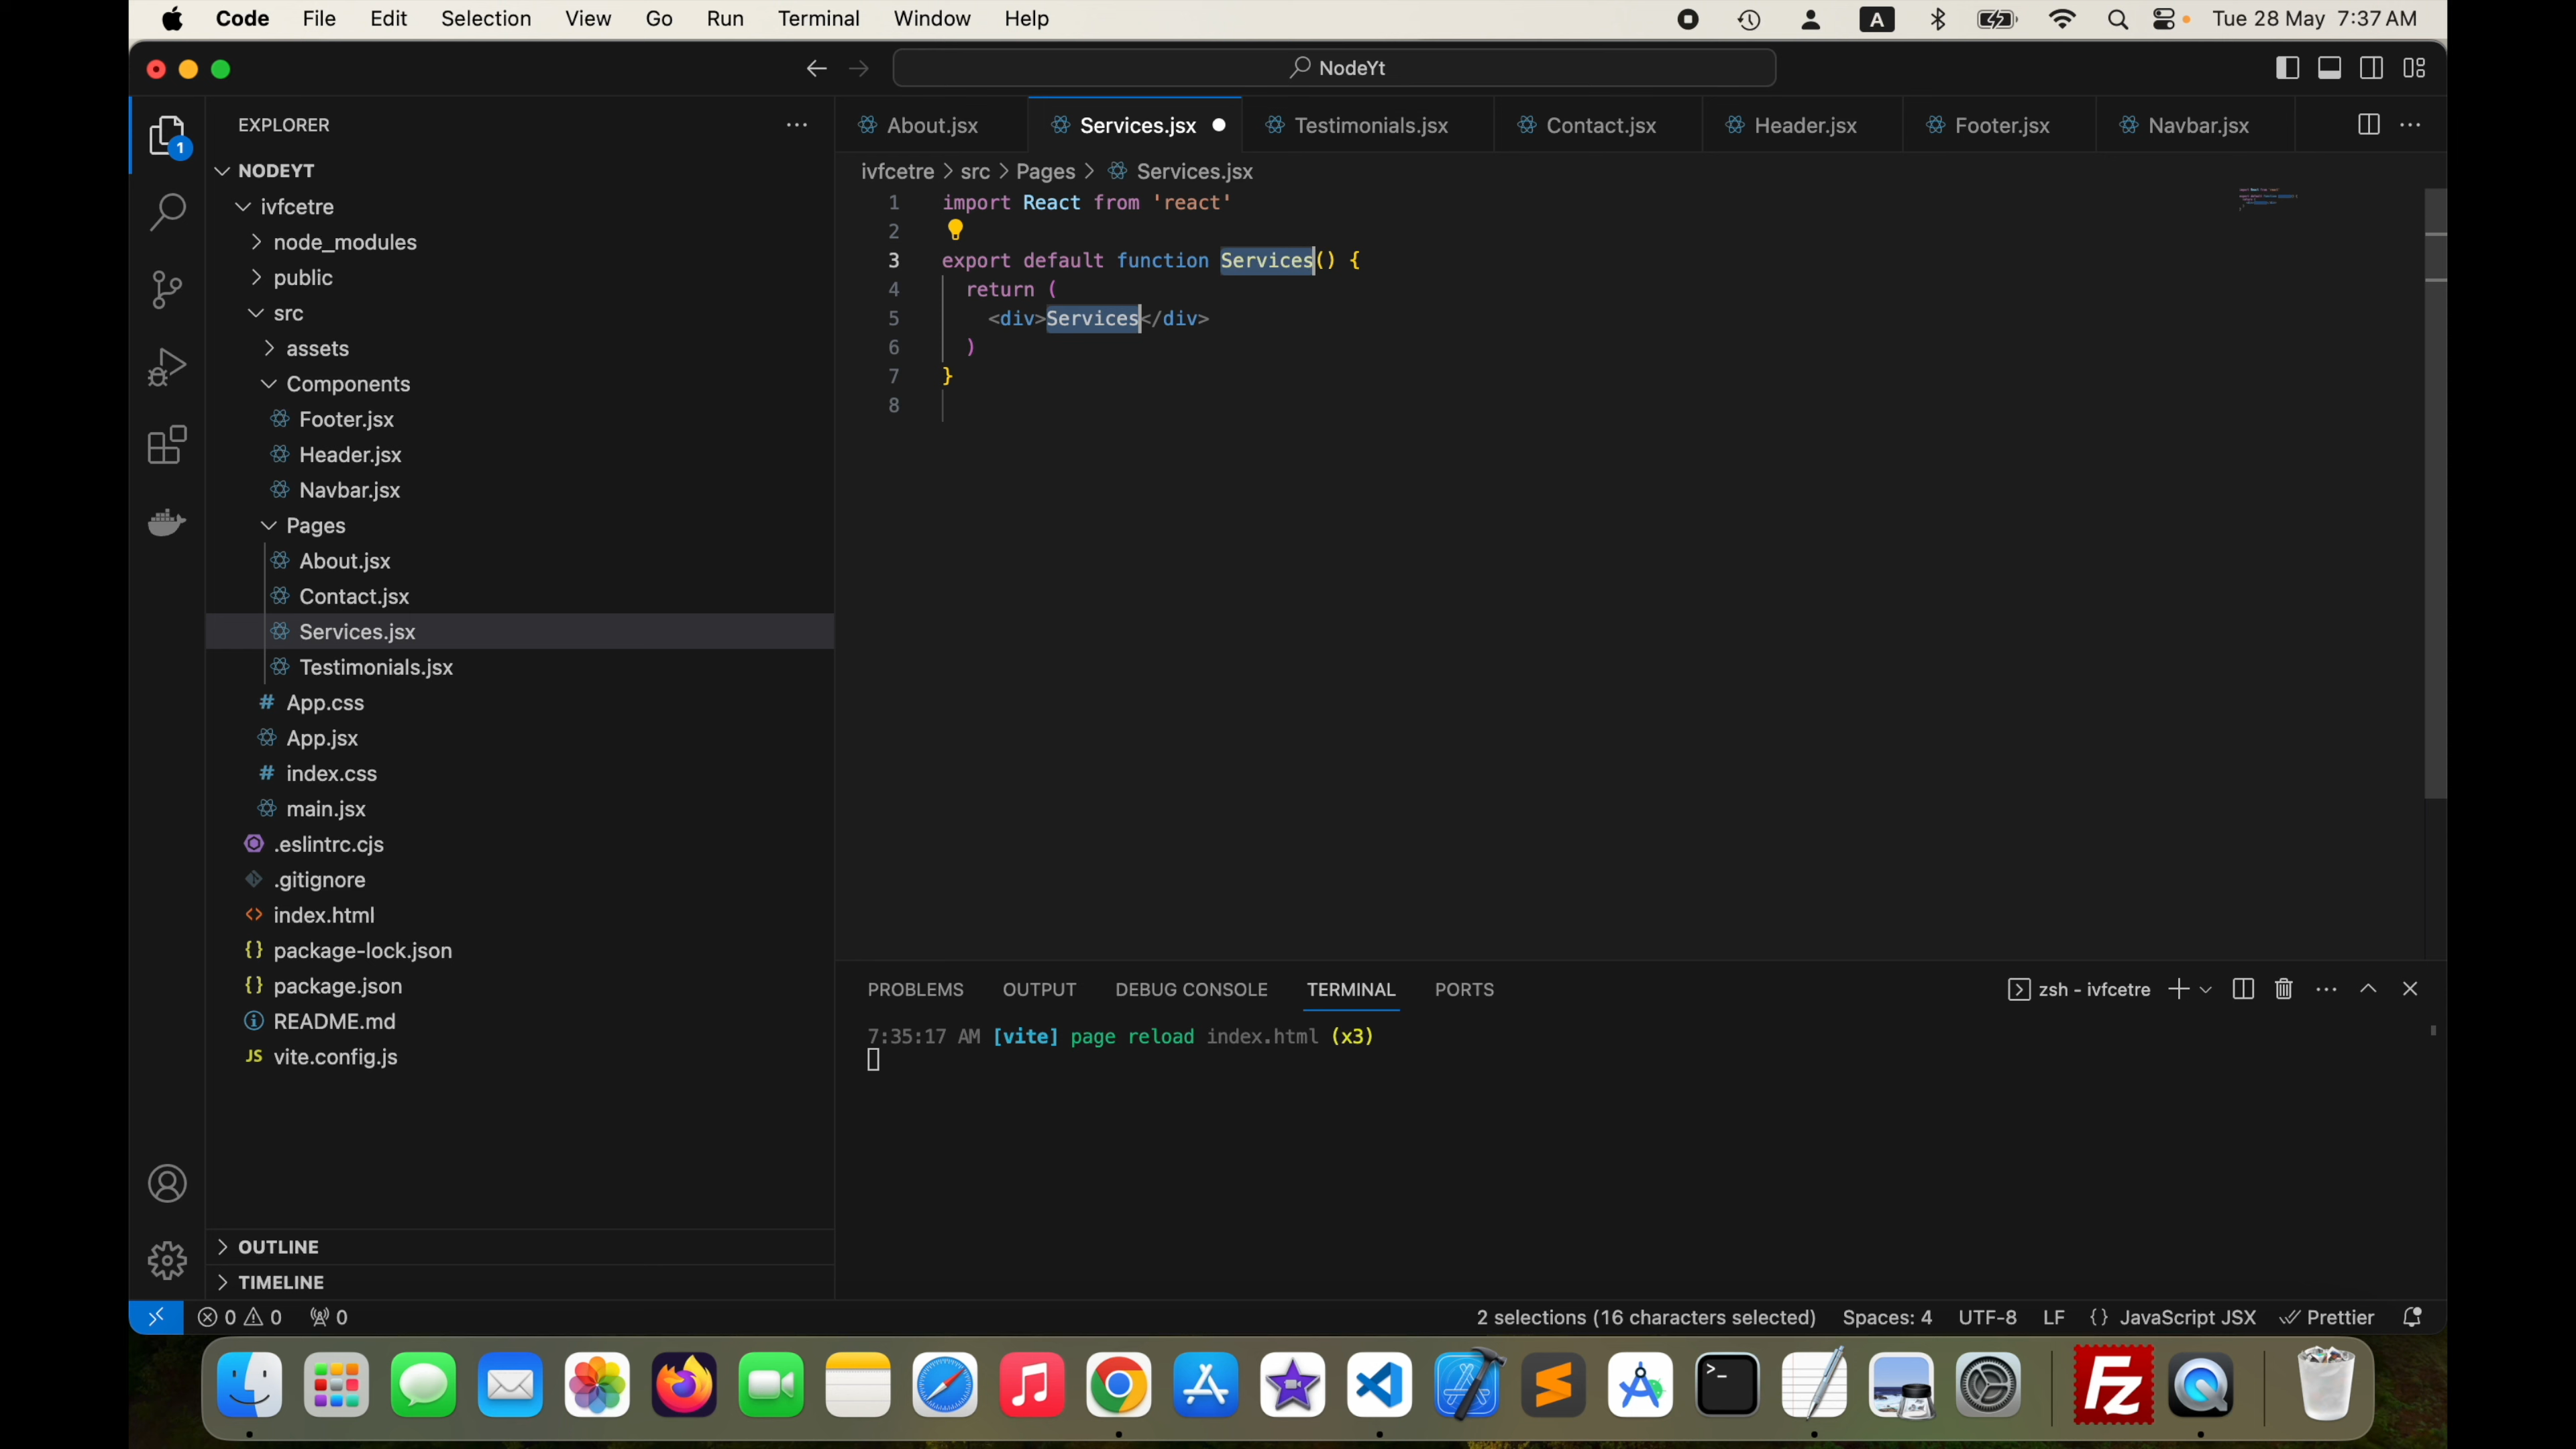 Code File Edit Selection View Go Run Terminal Window Help A Tue 28 May 7:37 AM
NodeYt
EXPLORER
NODEYT
ivfcetre
node_modules
public
src
assets
Components
Footer.jsx
Header.jsx
Navbar.jsx
Pages
About.jsx
Contact.jsx
Services.jsx
Testimonials.jsx
App.css
App.jsx
index.css
main.jsx
.eslintrc.cjs
.gitignore
index.html
package-lock.json
package.json
README.md
JS vite.config.js
OUTLINE
TIMELINE
1
About.jsx Services.jsx Testimonials.jsx Contact.jsx Header.jsx Footer.jsx Navbar.jsx
ivfcetre > src > Pages > Services.jsx
1 import React from 'react'
2
3 export default function Services() {
4 return (
5 <div>Services</div>
6 )
7 }
8
PROBLEMS OUTPUT DEBUG CONSOLE TERMINAL PORTS zsh - ivfcetre
7:35:17 AM [vite] page reload index.html (x3)
0 0 0 2 selections (16 characters selected) Spaces: 4 UTF-8 LF {} JavaScript JSX Prettier
Fz